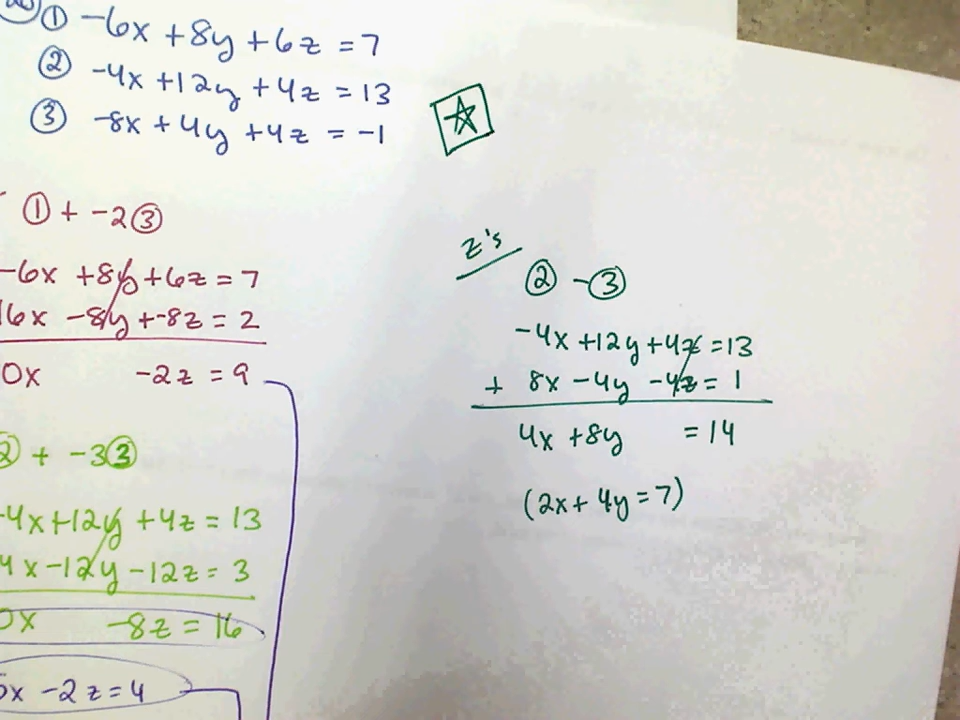 ① -6x + 8y + 6z = 7
② -4x + 12y + 4z = 13
③ -8x + 4y + 4z = -1
① + -2③
-6x + 8y + 6z = 7
16x - 8y + -8z = 2
0x -2z = 9
② + -3③
-4x + 12y + 4z = 13
4x - 12y - 12z = 3
0x -8z = 16
5x - 2z = 4
z's
② - ③
-4x + 12y + 4z = 13
+ 8x - 4y - 4z = 1
4x + 8y = 14
(2x + 4y = 7)